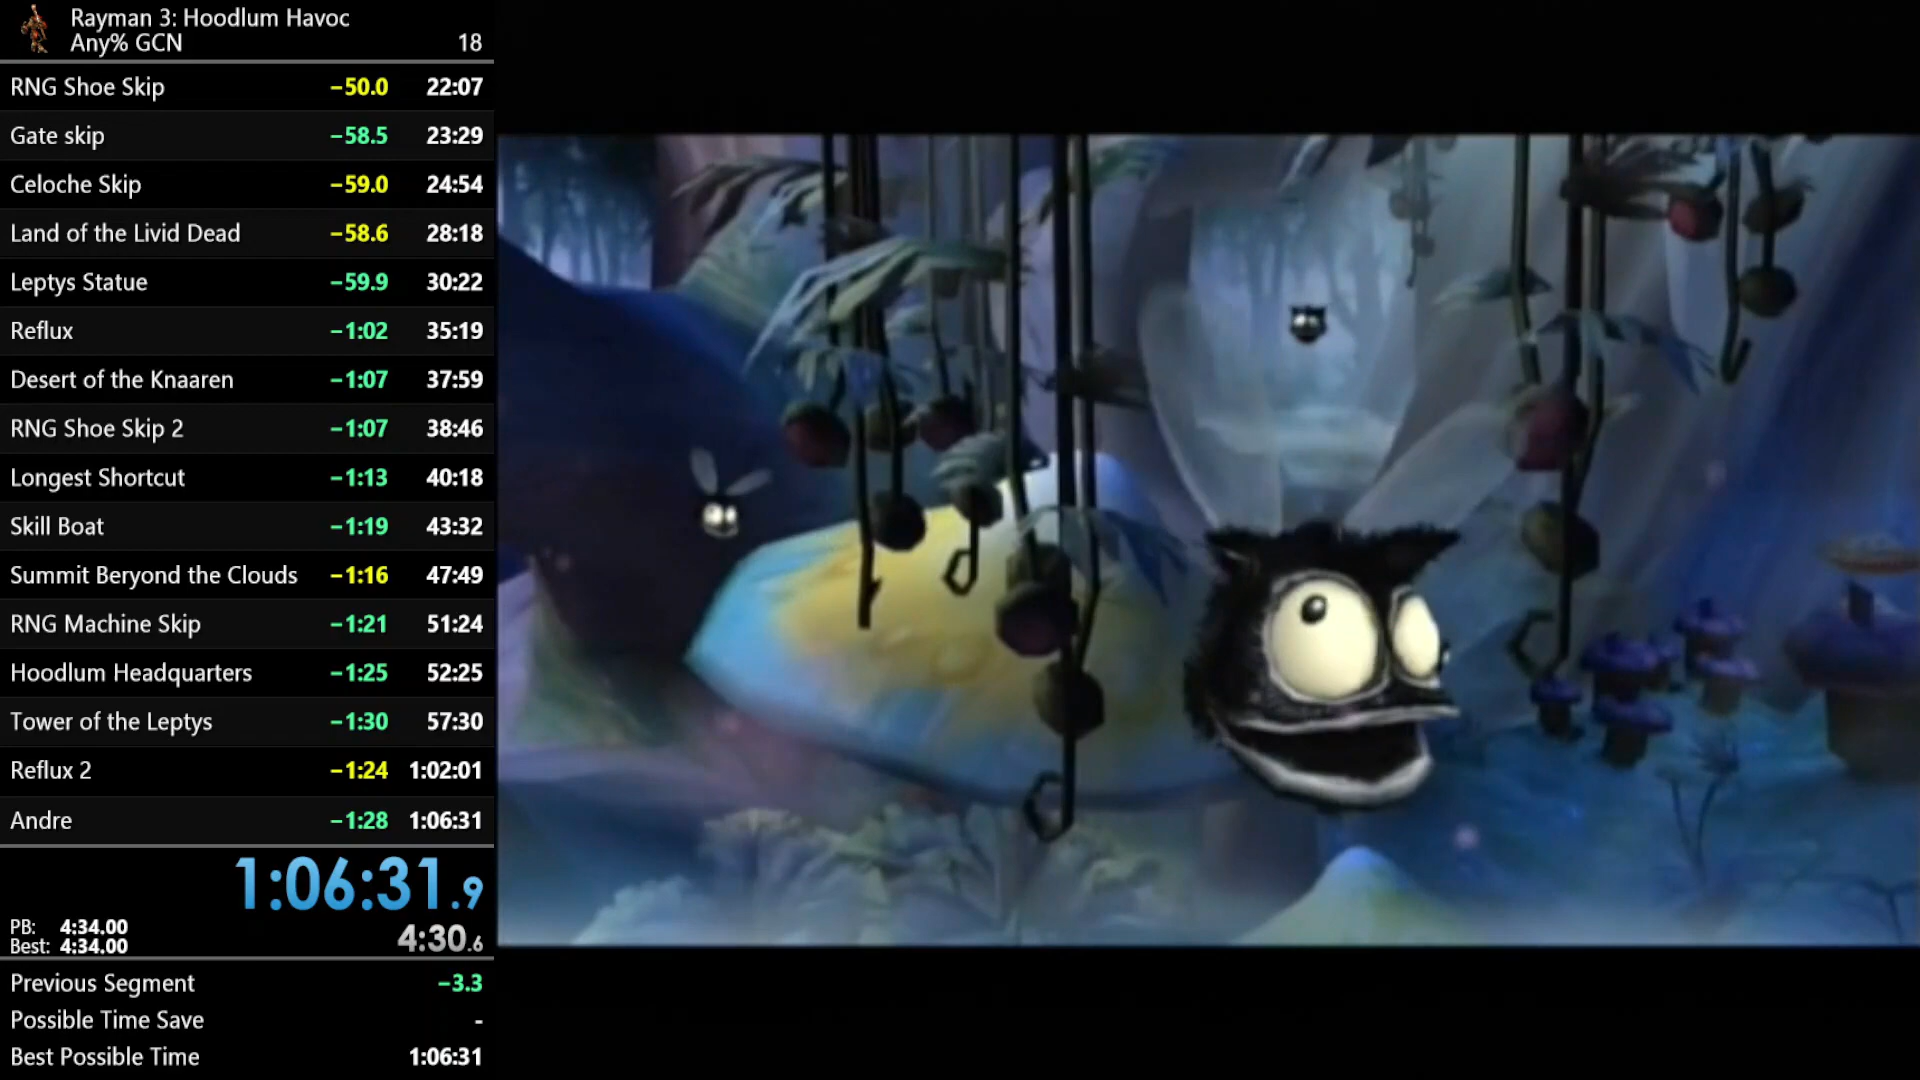 Rayman 3: Hoodlum Havoc
Any% GCN 18
RNG Shoe Skip −50.0 22:07
Gate skip −58.5 23:29
Celoche Skip −59.0 24:54
Land of the Livid Dead −58.6 28:18
Leptys Statue −59.9 30:22
Reflux −1:02 35:19
Desert of the Knaaren −1:07 37:59
RNG Shoe Skip 2 −1:07 38:46
Longest Shortcut −1:13 40:18
Skill Boat −1:19 43:32
Summit Beryond the Clouds −1:16 47:49
RNG Machine Skip −1:21 51:24
Hoodlum Headquarters −1:25 52:25
Tower of the Leptys −1:30 57:30
Reflux 2 −1:24 1:02:01
Andre −1:28 1:06:31
1:06:31.9
PB: 4:34.00
Best: 4:34.00
4:30.6
Previous Segment −3.3
Possible Time Save -
Best Possible Time 1:06:31